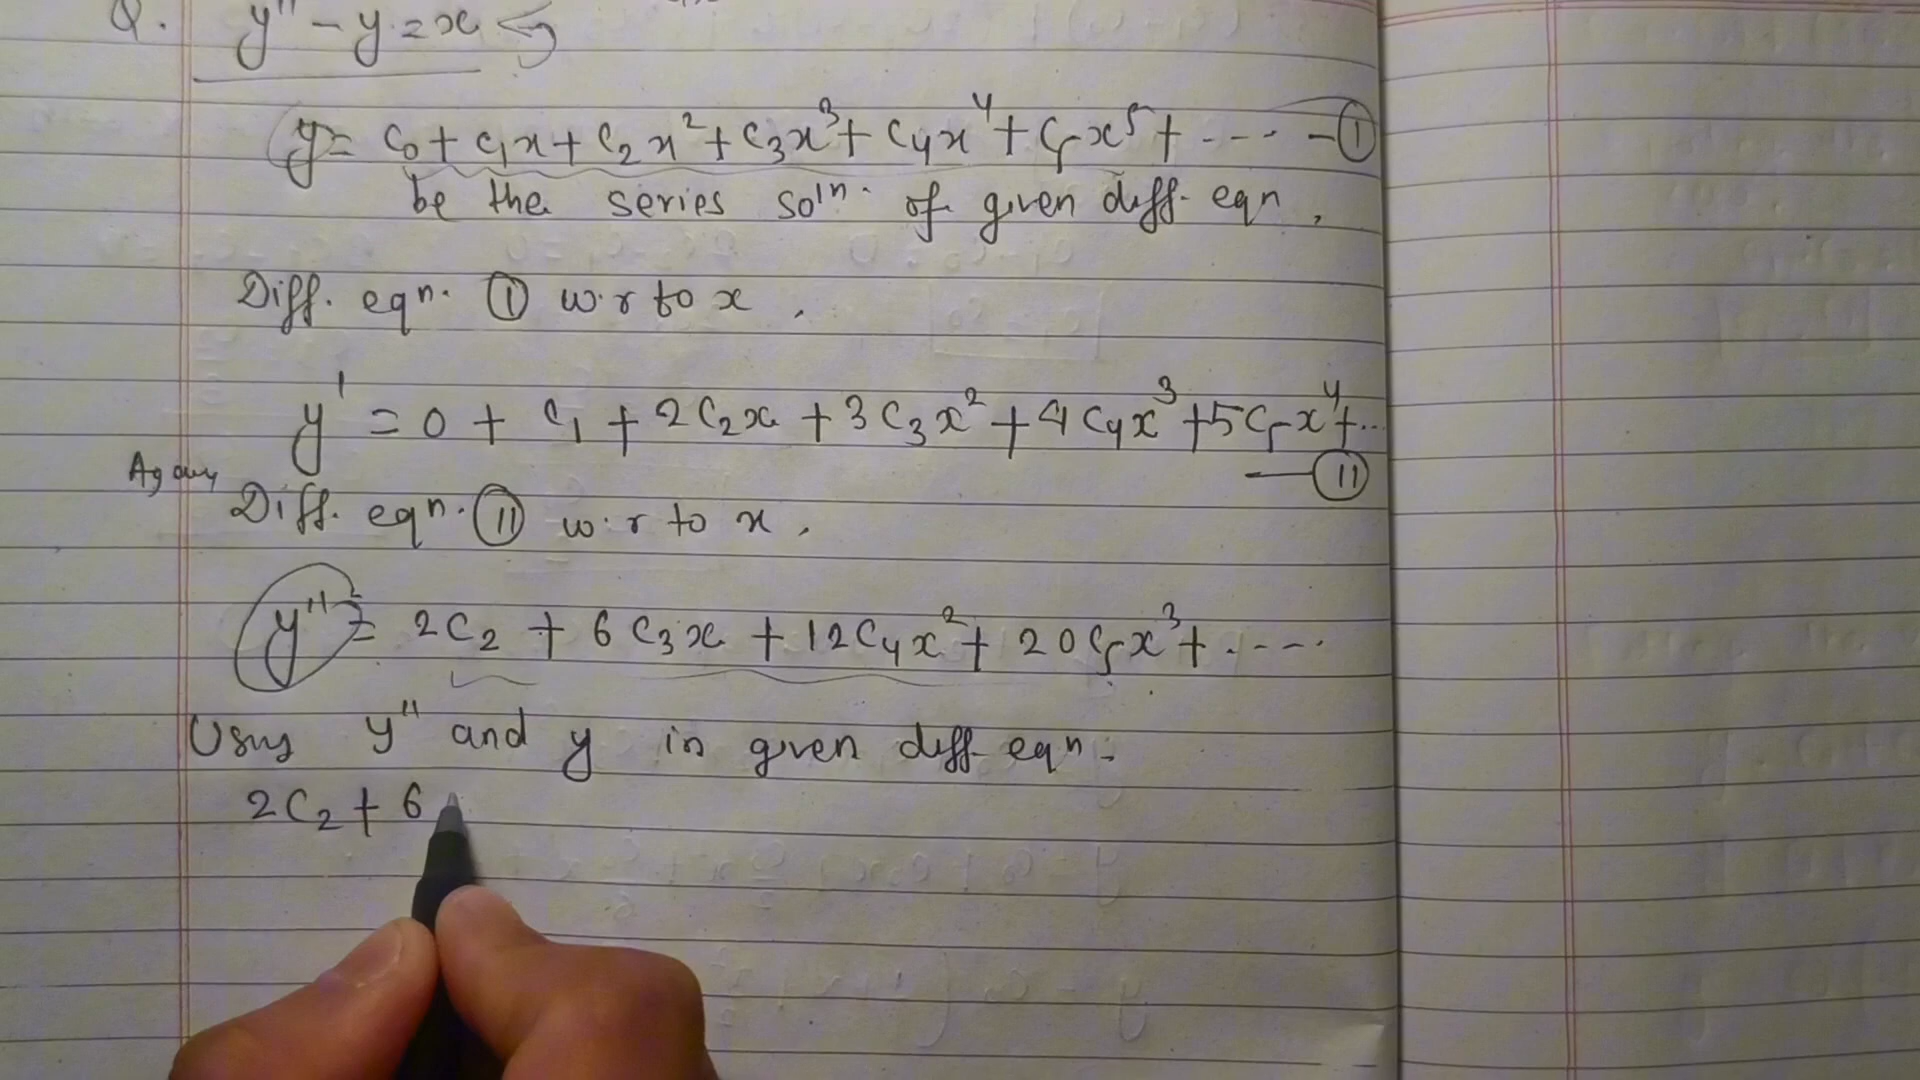 Q. y'' - y = x
y = c₀ + c₁x + c₂x² + c₃x³ + c₄x⁴ + c₅x⁵ + ---- - ①
be the series solⁿ. of given diff. eqn.
Diff. eqⁿ. ① w.r to x.
y' = 0 + c₁ + 2c₂x + 3c₃x² + 4c₄x³ + 5c₅x⁴ + ...
— ⑪
Again
Diff. eqⁿ. ⑪ w.r to x.
y'' = 2c₂ + 6c₃x + 12c₄x² + 20c₅x³ + ----
Using y'' and y in given diff eqⁿ.
2c₂ + 6